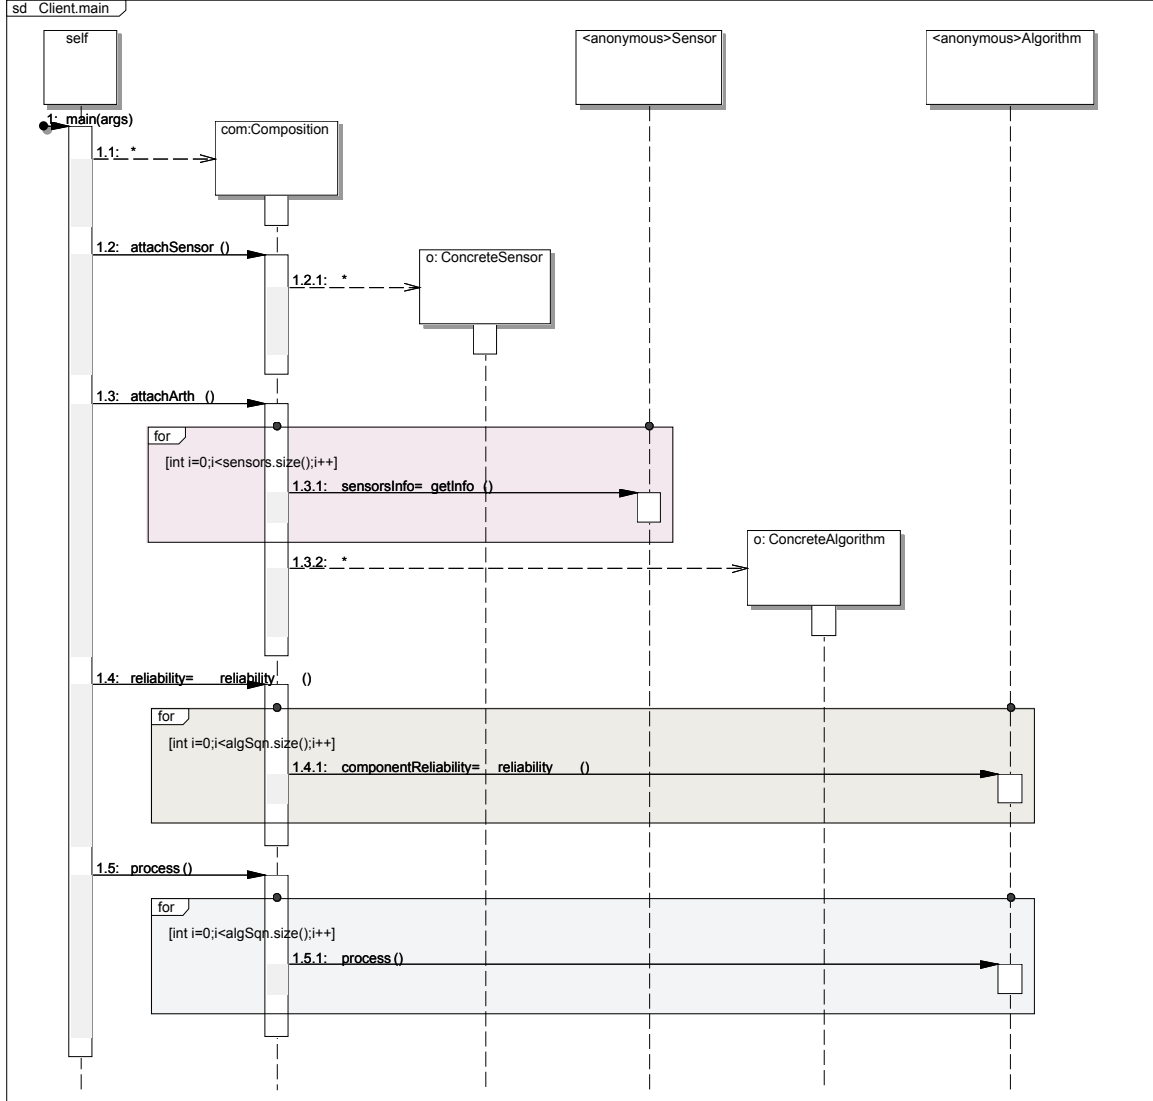 sd Client.main
self
<anonymous>Sensor
<anonymous>Algorithm
1: main(args)
com:Composition
1.1: *
1.2: attachSensor ()
o: ConcreteSensor
1.2.1: *
1.3: attachArth ()
for
[int i=0;i<sensors.size();i++]
1.3.1: sensorsInfo= getInfo ()
o: ConcreteAlgorithm
1.3.2: *
1.4: reliability= reliability ()
for
[int i=0;i<algSqn.size();i++]
1.4.1: componentReliability= reliability ()
1.5: process()
for
[int i=0;i<algSqn.size();i++]
1.5.1: process()